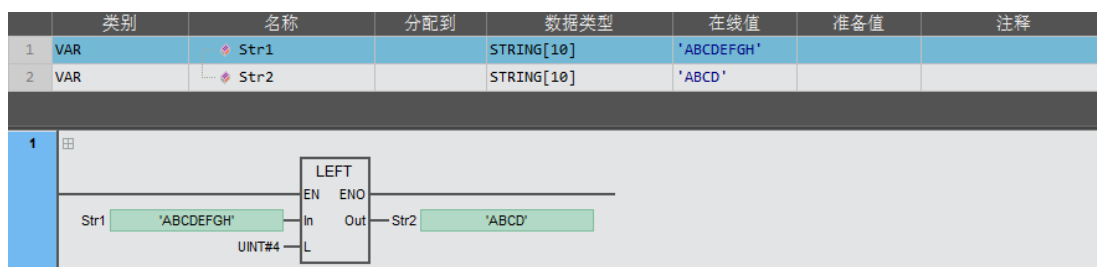 类别 名称 分配到 数据类型 在线值 准备值 注释
1 VAR Str1 STRING[10] 'ABCDEFGH'
2 VAR Str2 STRING[10] 'ABCD'
1
LEFT
EN ENO
Str1 'ABCDEFGH' In Out Str2 'ABCD'
UINT#4 L